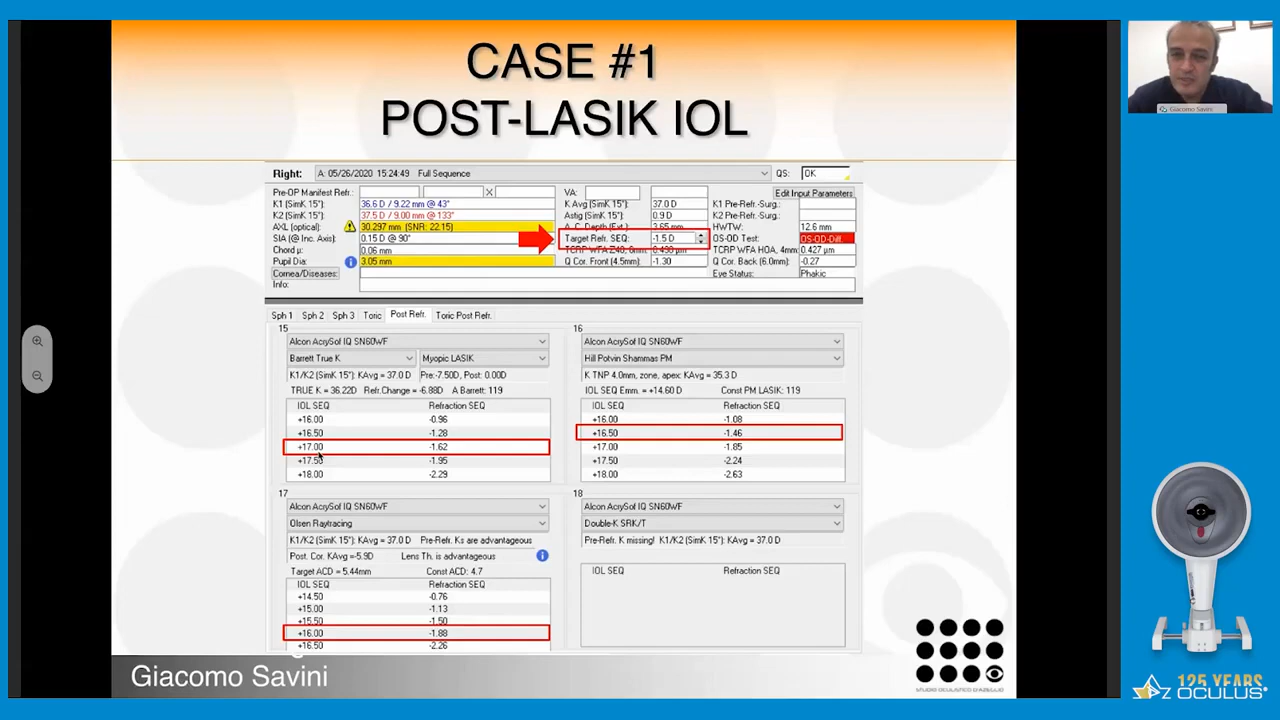 CASE #1
POST-LASIK IOL
Giacomo Savini
Right: A: 05/26/2020 15:24:49 Full Sequence QS: OK
Pre-OP Manifest Refr.: X VA: Edit Input Parameters
K1 (SimK 15°): 36.6 D / 9.22 mm @ 43° K Avg (SimK 15°): 37.0 D K1 Pre-Refr.-Surg.:
K2 (SimK 15°): 37.5 D / 9.00 mm @ 133° Astig (SimK 15°): 0.9 D K2 Pre-Refr.-Surg.:
AXL (optical): 30.297 mm (SNR: 22.15) A. C. Depth (Ext.): 3.65 mm HWTW: 12.6 mm
SIA (@ Inc. Axis): 0.15 D @ 90° Target Refr. SEQ: -1.5 D OS-OD Test: OS-OD-Diff.
Chord µ: 0.06 mm TCRP WFA Z40, 6mm: TCRP WFA HOA, 4mm: 0.427 µm
Pupil Dia: 3.05 mm Q Cor. Front (4.5mm): -1.30 Q Cor. Back (6.0mm): -0.27
Cornea/Diseases: Eye Status: Phakic
Info:
Sph 1 Sph 2 Sph 3 Toric Post Refr. Toric Post Refr.
15
Alcon AcrySof IQ SN60WF
Barrett True K Myopic LASIK
K1/K2 (SimK 15°): KAvg = 37.0 D Pre:-7.50D, Post: 0.00D
TRUE K = 36.22D Refr.Change = -6.88D A Barrett: 119
IOL SEQ Refraction SEQ
+16.00 -0.96
+16.50 -1.28
+17.00 -1.62
+17.50 -1.95
+18.00 -2.29
16
Alcon AcrySof IQ SN60WF
Hill Potvin Shammas PM
K TNP 4.0mm, zone, apex: KAvg = 35.3 D
IOL SEQ Emm. = +14.60 D Const PM LASIK: 119
IOL SEQ Refraction SEQ
+16.00 -1.08
+16.50 -1.46
+17.00 -1.85
+17.50 -2.24
+18.00 -2.63
17
Alcon AcrySof IQ SN60WF
Olsen Raytracing
K1/K2 (SimK 15°): KAvg = 37.0 D Pre-Refr. Ks are advantageous
Post. Cor. KAvg =-5.9D Lens Th. is advantageous
Target ACD = 5.44mm Const ACD: 4.7
IOL SEQ Refraction SEQ
+14.50 -0.76
+15.00 -1.13
+15.50 -1.50
+16.00 -1.88
+16.50 -2.26
18
Alcon AcrySof IQ SN60WF
Double-K SRK/T
Pre-Refr. K missing! K1/K2 (SimK 15°): KAvg = 37.0 D
IOL SEQ Refraction SEQ
Giacomo Savini
STUDIO OCULISTICO D'AZEGLIO
125 YEARS
OCULUS®